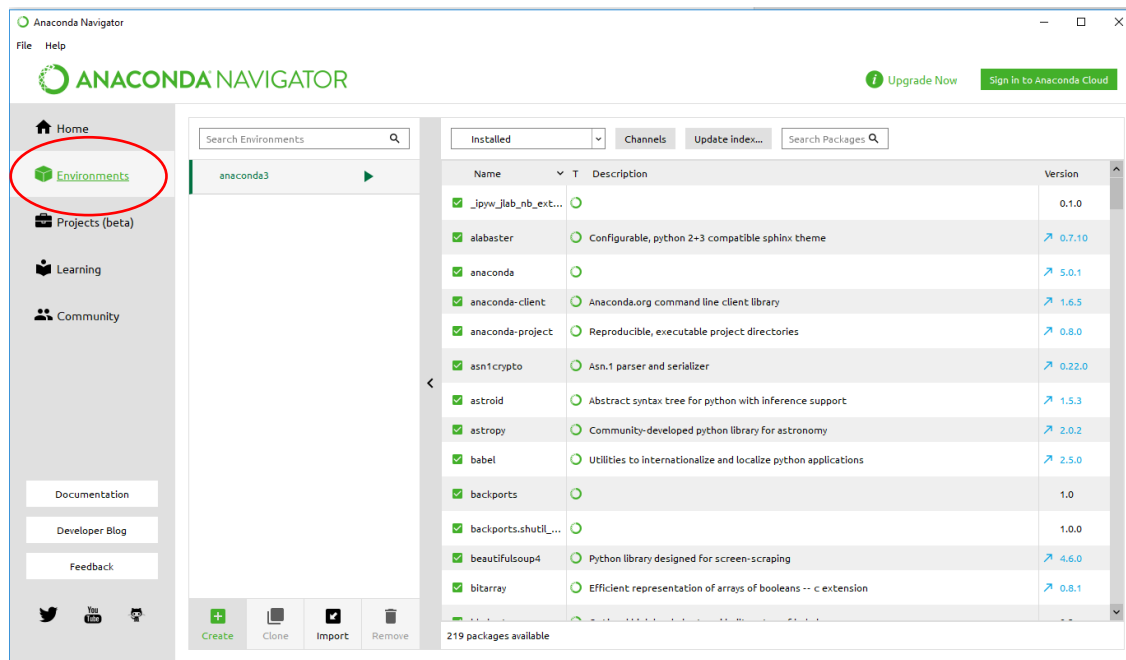 Anaconda Navigator
File Help
ANACONDA NAVIGATOR
i Upgrade Now
Sign in to Anaconda Cloud
Home
Environments
Projects (beta)
Learning
Community
Documentation
Developer Blog
Feedback
You Tube
Search Environments
anaconda3
Create Clone Import Remove
Installed Channels Update index... Search Packages
Name T Description Version
_ipyw_jlab_nb_ext... 0.1.0
alabaster Configurable, python 2+3 compatible sphinx theme 0.7.10
anaconda 5.0.1
anaconda-client Anaconda.org command line client library 1.6.5
anaconda-project Reproducible, executable project directories 0.8.0
asn1crypto Asn.1 parser and serializer 0.22.0
astroid Abstract syntax tree for python with inference support 1.5.3
astropy Community-developed python library for astronomy 2.0.2
babel Utilities to internationalize and localize python applications 2.5.0
backports 1.0
backports.shutil_... 1.0.0
beautifulsoup4 Python library designed for screen-scraping 4.6.0
bitarray Efficient representation of arrays of booleans -- c extension 0.8.1
219 packages available